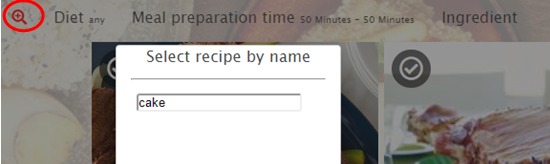 Diet any Meal preparation time 50 Minutes - 50 Minutes Ingredient
Select recipe by name
cake